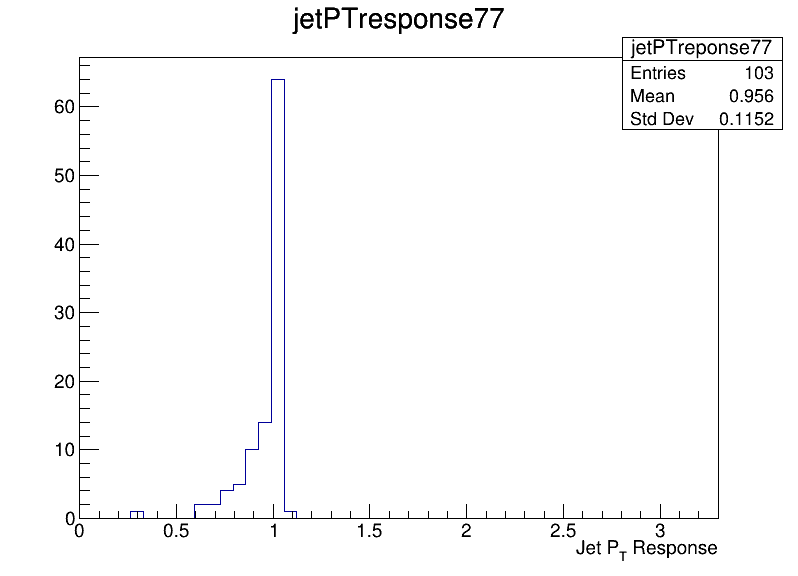 jetPTresponse77
jetPTreponse77
Entries 103
Mean 0.956
Std Dev 0.1152
60
50
40
30
20
10
0
0 0.5 1 1.5 2 2.5 3
Jet PT Response